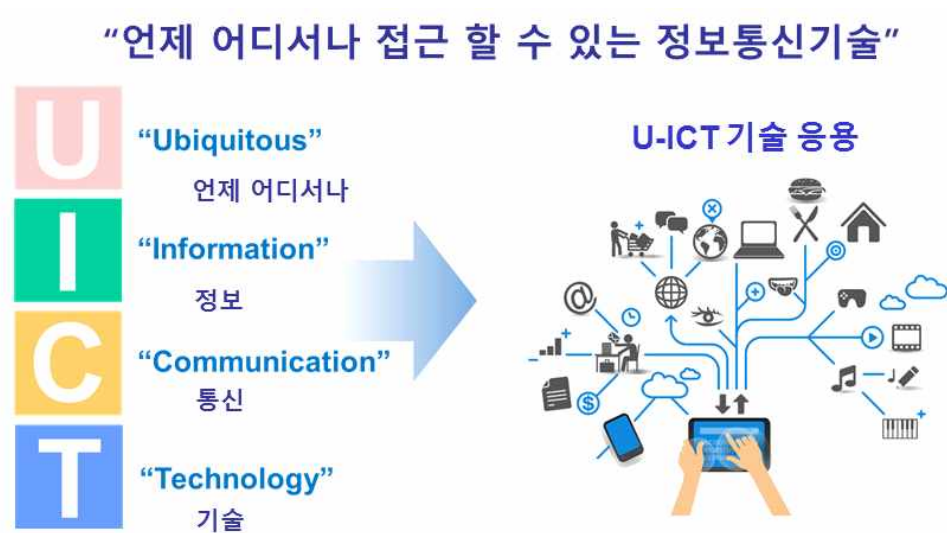 “언제 어디서나 접근 할 수 있는 정보통신기술”
U
“Ubiquitous”
언제 어디서나
I
“Information”
정보
C
“Communication”
통신
T
“Technology”
기술
U-ICT 기술 응용